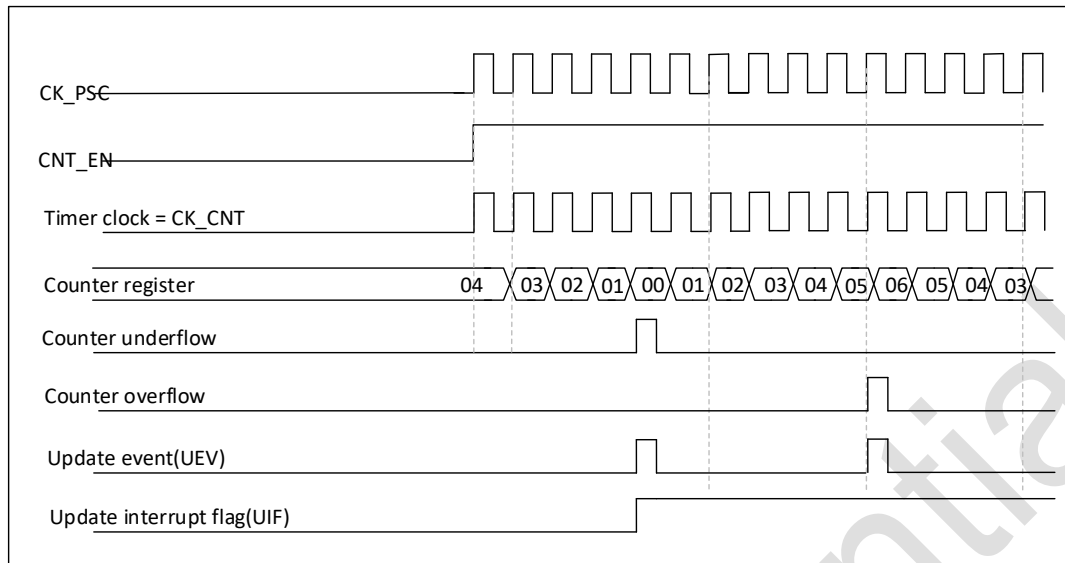 CK_PSC
CNT_EN
Timer clock = CK_CNT
Counter register 04 03 02 01 00 01 02 03 04 05 06 05 04 03
Counter underflow
Counter overflow
Update event(UEV)
Update interrupt flag(UIF)